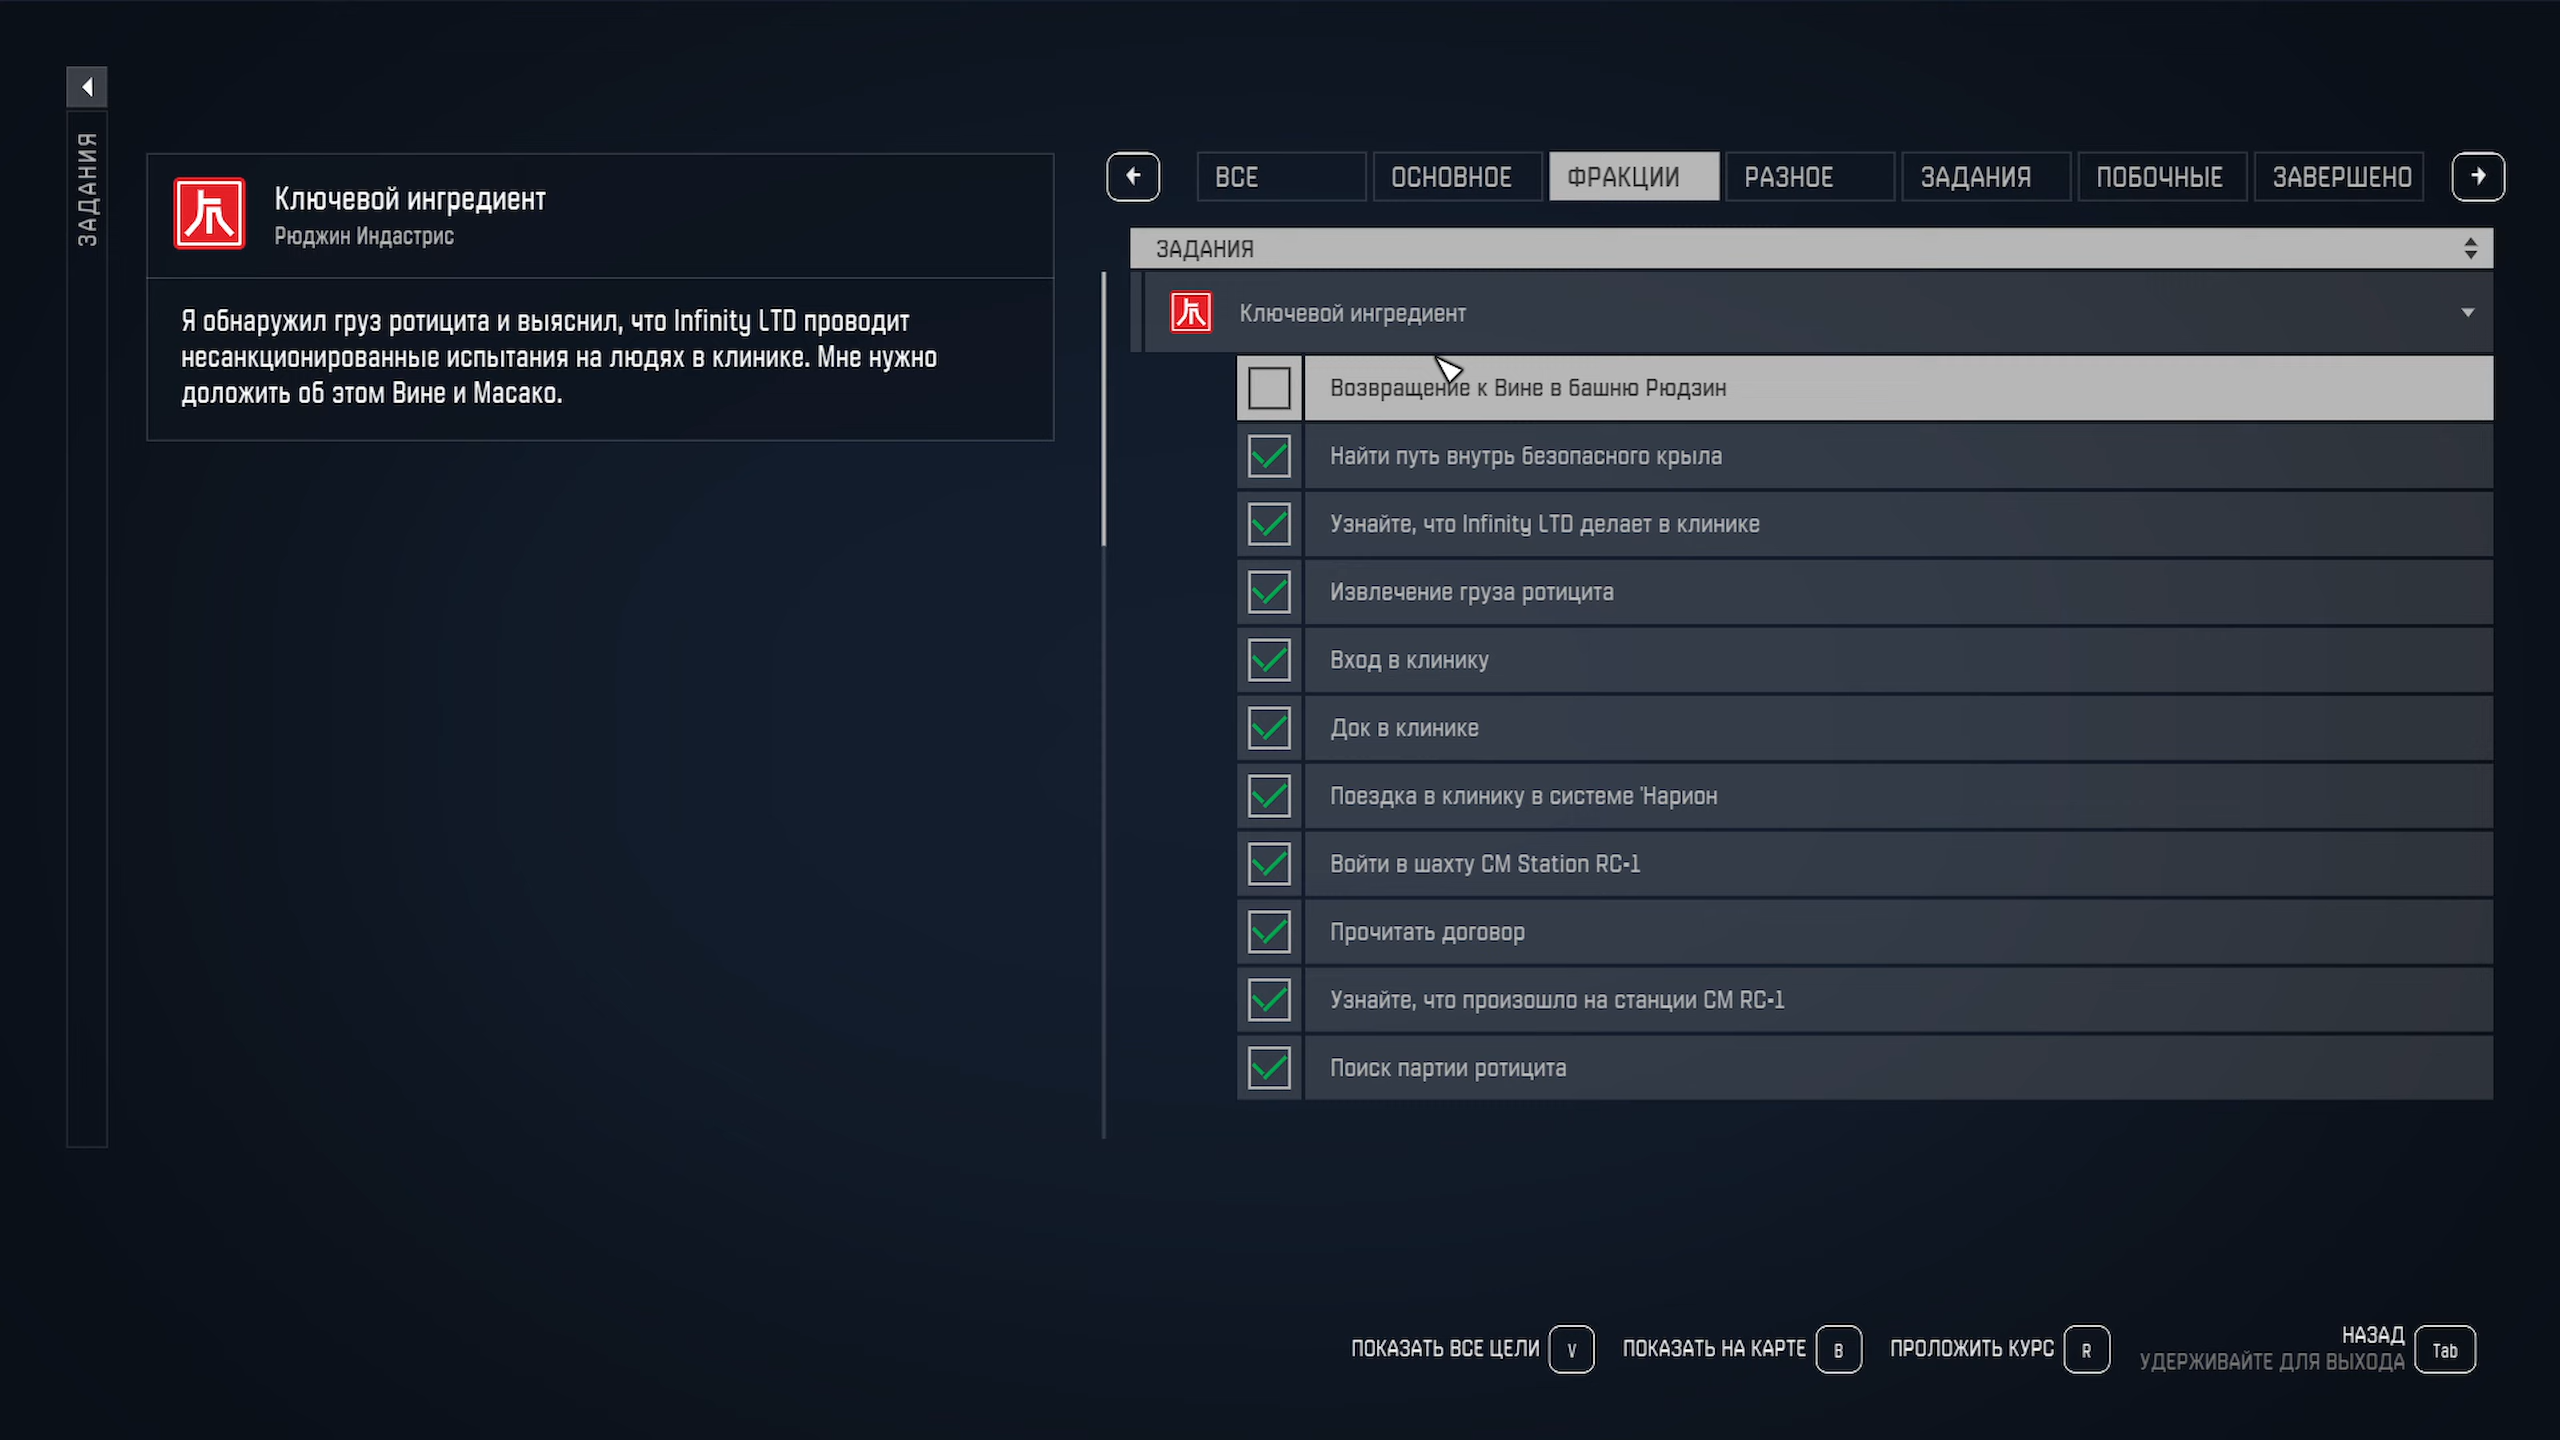 ЗАДАНИЯ
Ключевой ингредиент
Рюджин Индастрис
Я обнаружил груз ротицита и выяснил, что Infinity LTD проводит
несанкционированные испытания на людях в клинике. Мне нужно
доложить об этом Вине и Масако.
ВСЕ
ОСНОВНОЕ
ФРАКЦИИ
РАЗНОЕ
ЗАДАНИЯ
ПОБОЧНЫЕ
ЗАВЕРШЕНО
ЗАДАНИЯ
Ключевой ингредиент
Возвращение к Вине в башню Рюдзин
Найти путь внутрь безопасного крыла
Узнайте, что Infinity LTD делает в клинике
Извлечение груза ротицита
Вход в клинику
Док в клинике
Поездка в клинику в системе 'Нарион
Войти в шахту CM Station RC-1
Прочитать договор
Узнайте, что произошло на станции CM RC-1
Поиск партии ротицита
ПОКАЗАТЬ ВСЕ ЦЕЛИ V
ПОКАЗАТЬ НА КАРТЕ B
ПРОЛОЖИТЬ КУРС R
НАЗАД
УДЕРЖИВАЙТЕ ДЛЯ ВЫХОДА Tab